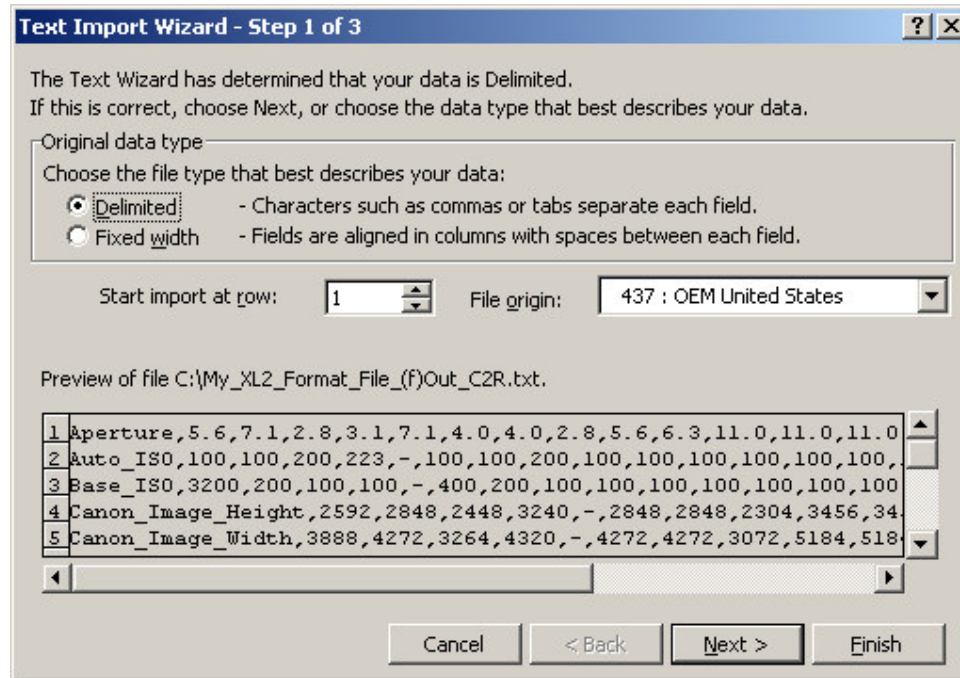 Text Import Wizard - Step 1 of 3
The Text Wizard has determined that your data is Delimited.
If this is correct, choose Next, or choose the data type that best describes your data.
Original data type
Choose the file type that best describes your data:
Delimited - Characters such as commas or tabs separate each field.
Fixed width - Fields are aligned in columns with spaces between each field.
Start import at row: 1 File origin: 437 : OEM United States
Preview of file C:\My_XL2_Format_File_(f)Out_C2R.txt.
1 Aperture,5.6,7.1,2.8,3.1,7.1,4.0,4.0,2.8,5.6,6.3,11.0,11.0,11.0
2 Auto_ISO,100,100,200,223,-,100,100,200,100,100,100,100,100,100,
3 Base_ISO,3200,200,100,100,-,400,200,100,100,100,100,100,100,100
4 Canon_Image_Height,2592,2848,2448,3240,-,2848,2848,2304,3456,34
5 Canon_Image_Width,3888,4272,3264,4320,-,4272,4272,3072,5184,518
Cancel < Back Next > Finish